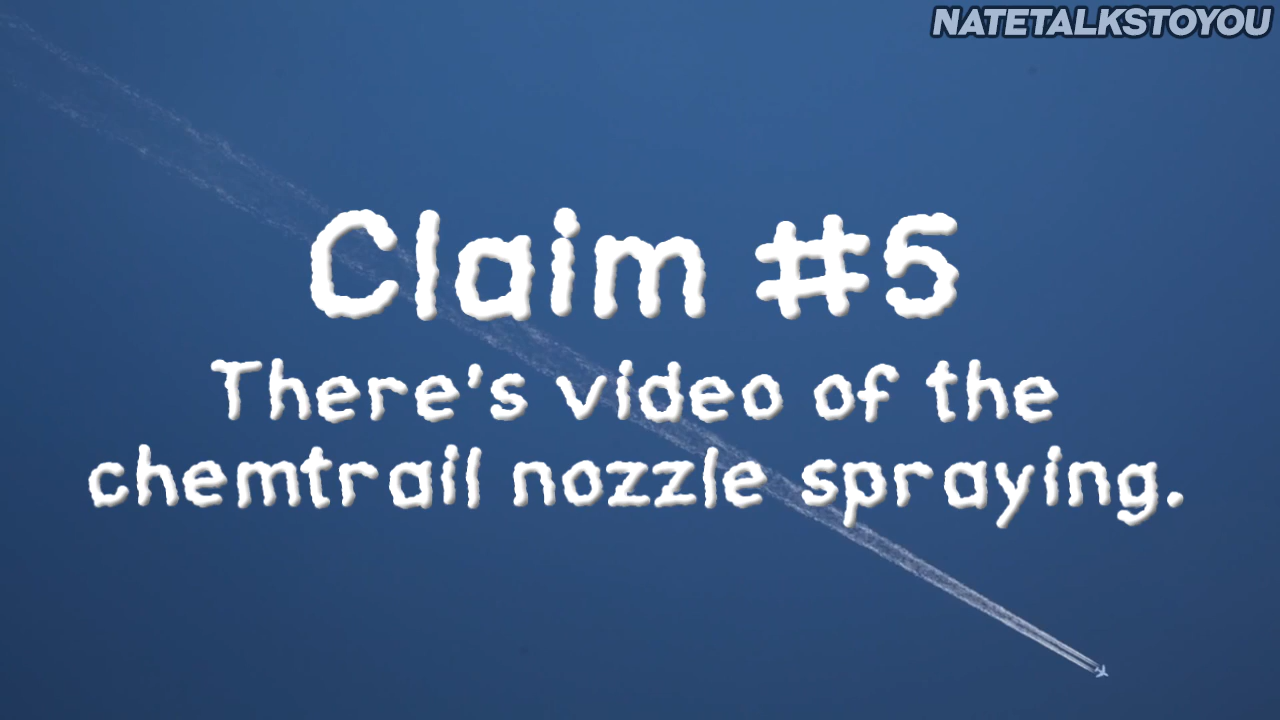 NATETALKSTOYOU
Claim #5
There's video of the
chemtrail nozzle spraying.